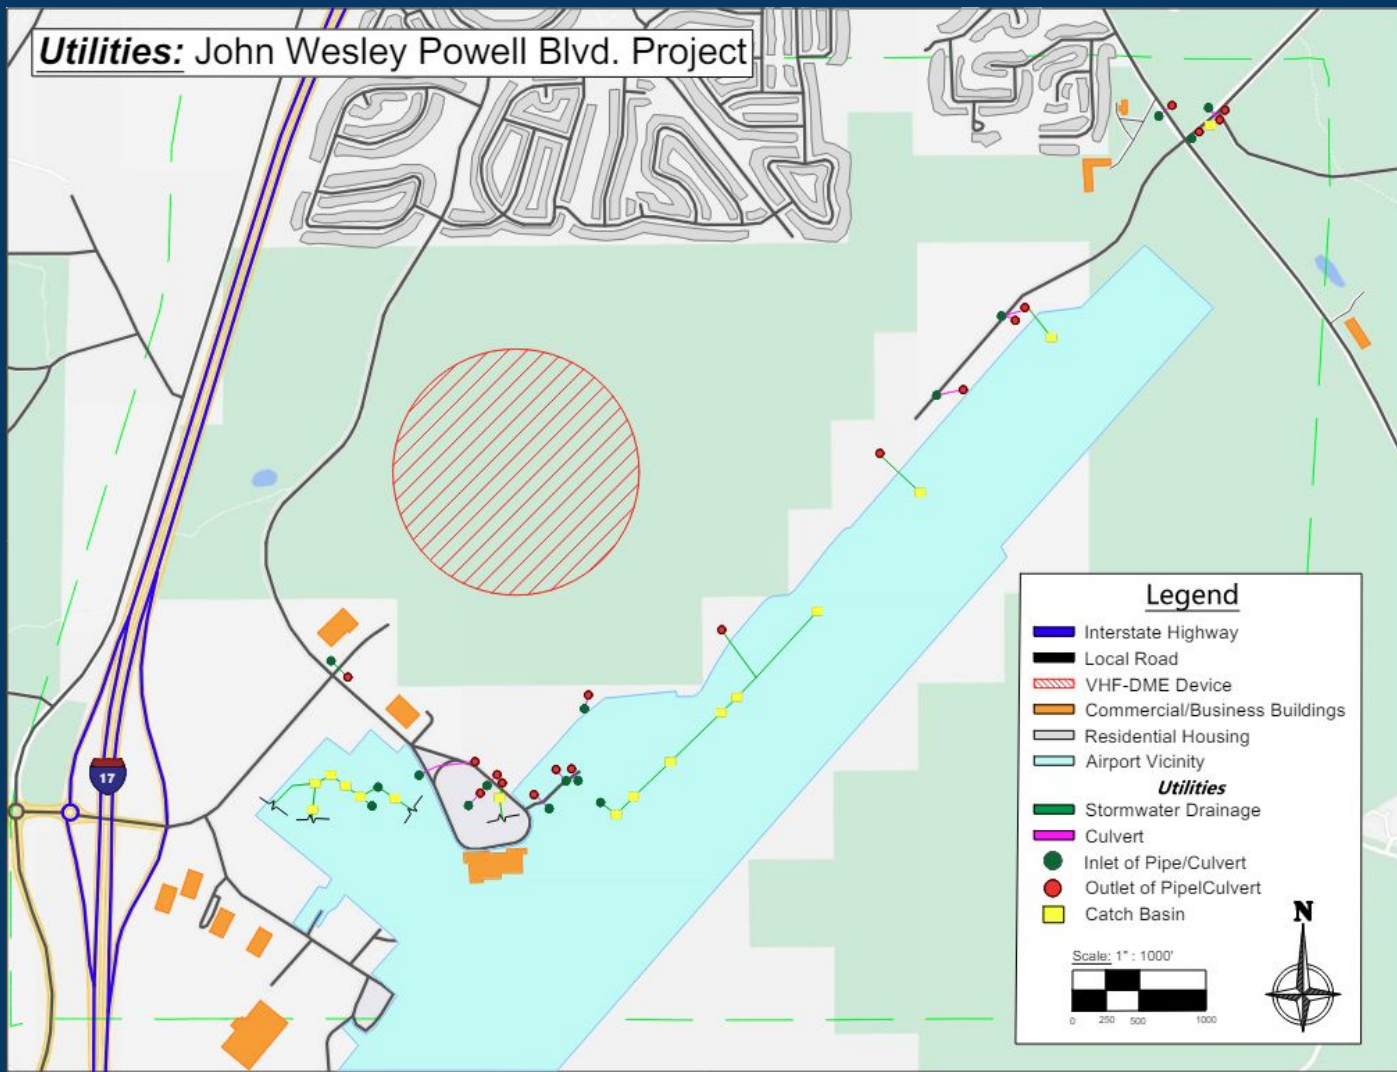 Utilities: John Wesley Powell Blvd. Project
17
Legend
Interstate Highway
Local Road
VHF-DME Device
Commercial/Business Buildings
Residential Housing
Airport Vicinity
Utilities
Stormwater Drainage
Culvert
Inlet of Pipe/Culvert
Outlet of Pipe|Culvert
Catch Basin
N
Scale: 1" : 1000'
0 250 500 1000